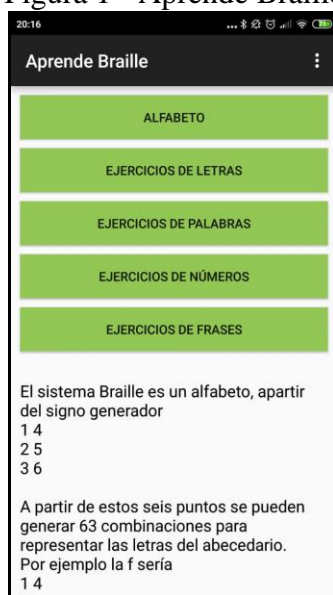 Figura 1 - Aprende Braille
20:16
Aprende Braille
ALFABETO
EJERCICIOS DE LETRAS
EJERCICIOS DE PALABRAS
EJERCICIOS DE NÚMEROS
EJERCICIOS DE FRASES
El sistema Braille es un alfabeto, apartir
del signo generador
1 4
2 5
3 6
A partir de estos seis puntos se pueden
generar 63 combinaciones para
representar las letras del abecedario.
Por ejemplo la f sería
1 4